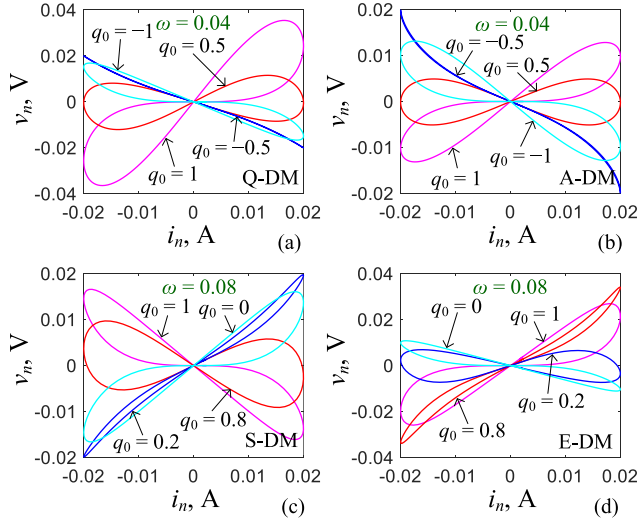 0.04
q₀ = −1
ω = 0.04
q₀ = 0.5
0.02
0
-0.02
q₀ = −0.5
q₀ = 1
Q-DM
-0.04
-0.02
-0.01
0
0.01
0.02
vₙ, V
iₙ, A
(a)
0.02
ω = 0.04
q₀ = −0.5
0.01
q₀ = 0.5
0
-0.01
q₀ = 1
q₀ = −1
A-DM
-0.02
-0.02
-0.01
0
0.01
0.02
vₙ, V
iₙ, A
(b)
0.02
ω = 0.08
q₀ = 1
q₀ = 0
0.01
0
-0.01
q₀ = 0.2
q₀ = 0.8
S-DM
-0.02
-0.02
-0.01
0
0.01
0.02
vₙ, V
iₙ, A
(c)
0.04
ω = 0.08
q₀ = 0
q₀ = 1
0.02
0
-0.02
q₀ = 0.8
q₀ = 0.2
E-DM
-0.04
-0.02
-0.01
0
0.01
0.02
vₙ, V
iₙ, A
(d)